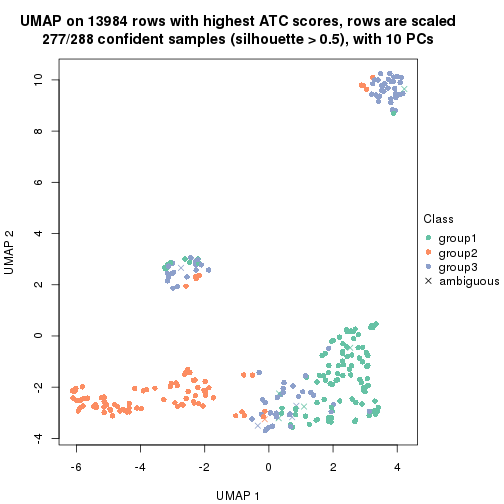 UMAP on 13984 rows with highest ATC scores, rows are scaled
277/288 confident samples (silhouette > 0.5), with 10 PCs
10
8
6
4
2
0
-2
-4
UMAP 2
-6
-4
-2
0
2
4
UMAP 1
Class
group1
group2
group3
ambiguous